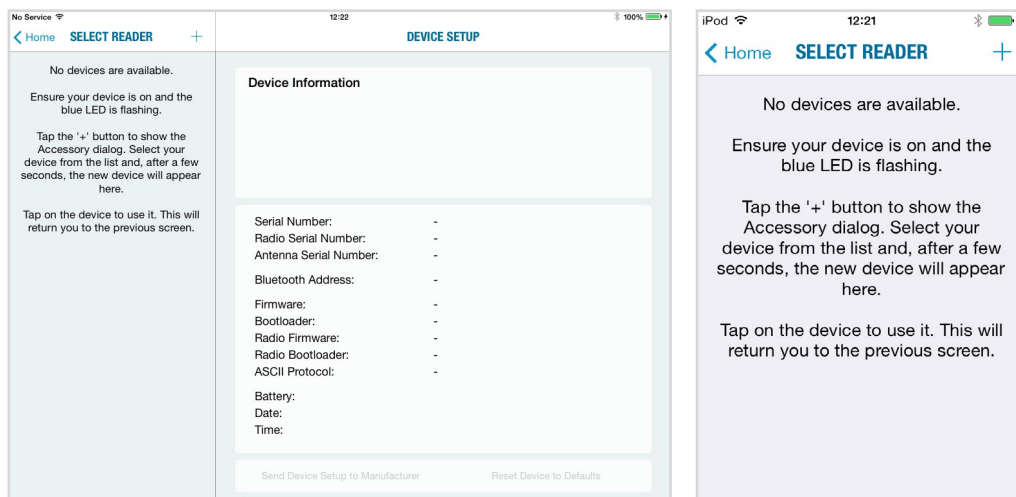 No Service 12:22 100%
Home SELECT READER + DEVICE SETUP
No devices are available.
Ensure your device is on and the
blue LED is flashing.
Tap the '+' button to show the
Accessory dialog. Select your
device from the list and, after a few
seconds, the new device will appear
here.
Tap on the device to use it. This will
return you to the previous screen.
Device Information
Serial Number: -
Radio Serial Number: -
Antenna Serial Number: -
Bluetooth Address: -
Firmware: -
Bootloader: -
Radio Firmware: -
Radio Bootloader: -
ASCII Protocol: -
Battery:
Date:
Time:
Send Device Setup to Manufacturer Reset Device to Defaults
iPod 12:21
Home SELECT READER +
No devices are available.
Ensure your device is on and the
blue LED is flashing.
Tap the '+' button to show the
Accessory dialog. Select your
device from the list and, after a few
seconds, the new device will appear
here.
Tap on the device to use it. This will
return you to the previous screen.